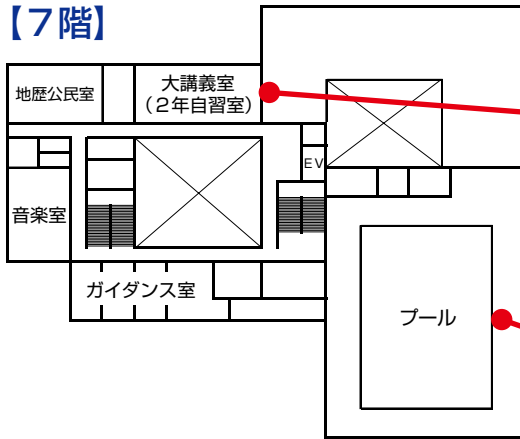 【7階】
地歴公民室
大講義室
（2年自習室）
EV
音楽室
ガイダンス室
プール